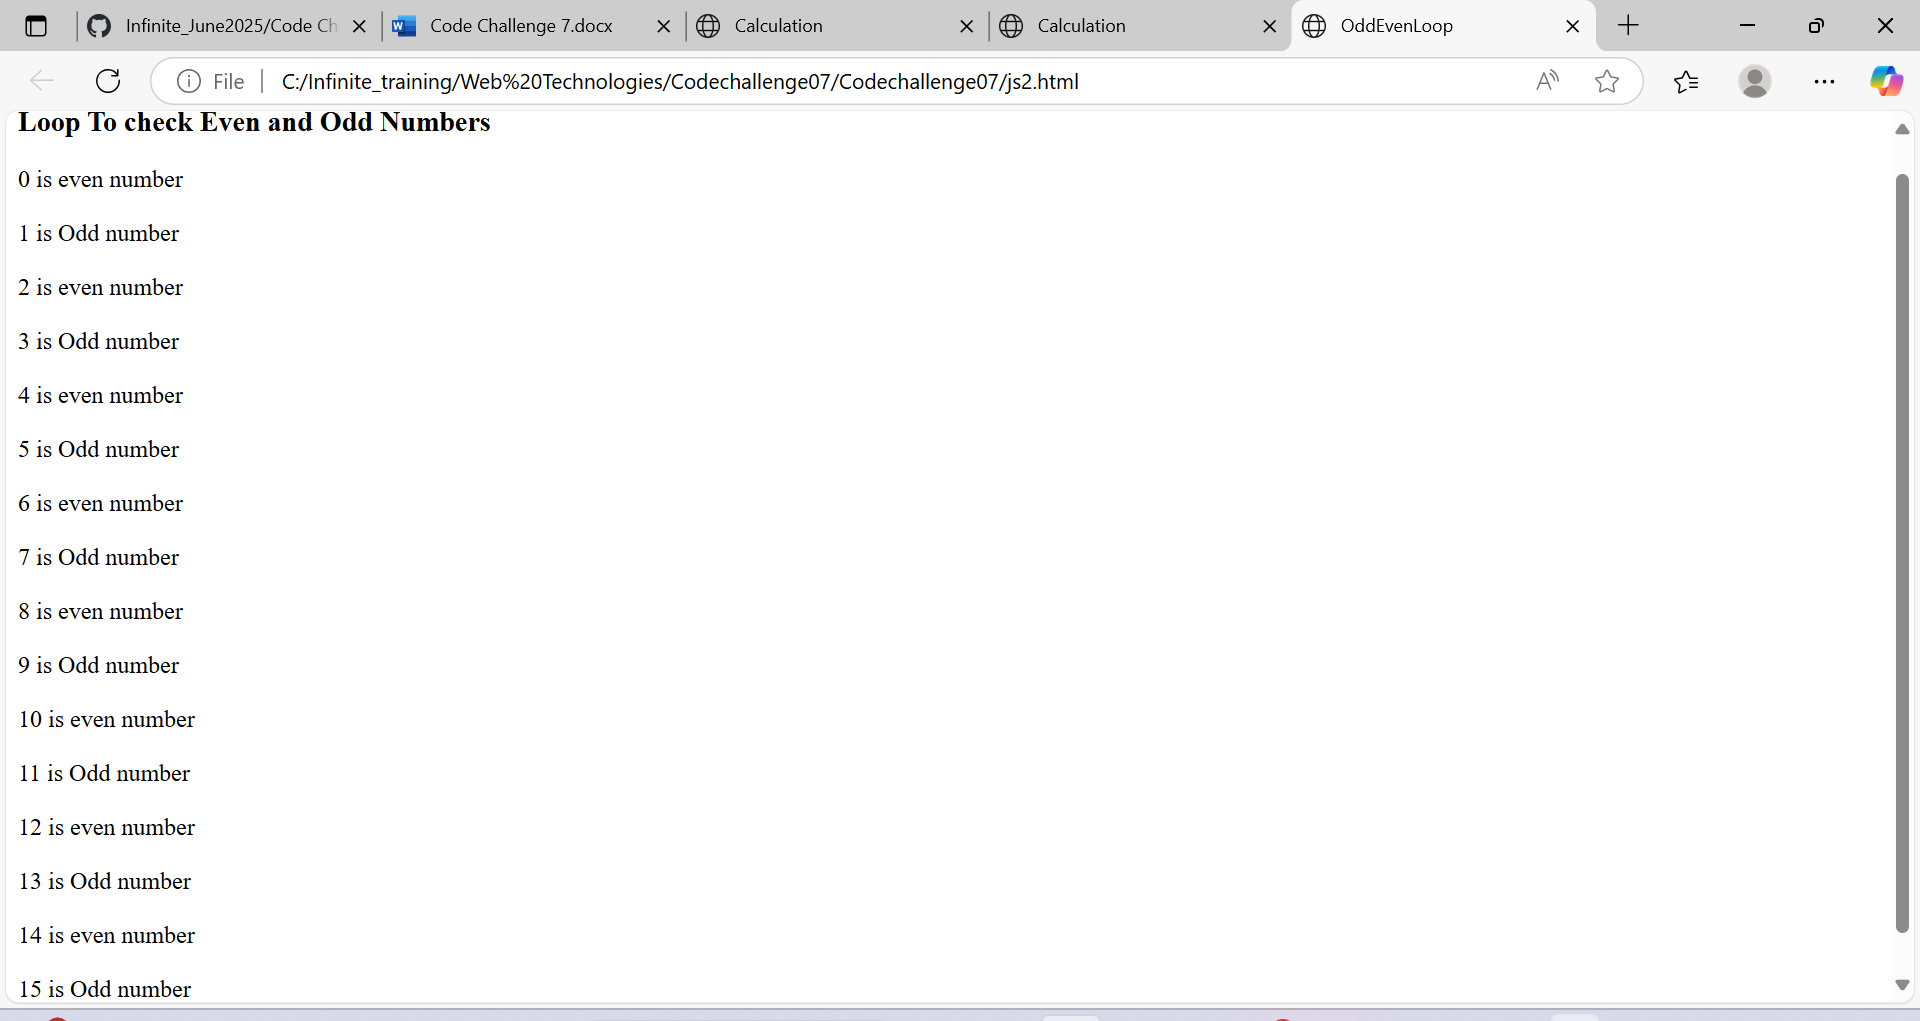 Infinite_June2025/Code Ch
Code Challenge 7.docx
Calculation
Calculation
OddEvenLoop
File
C:/Infinite_training/Web%20Technologies/Codechallenge07/Codechallenge07/js2.html
Loop To check Even and Odd Numbers
0 is even number
1 is Odd number
2 is even number
3 is Odd number
4 is even number
5 is Odd number
6 is even number
7 is Odd number
8 is even number
9 is Odd number
10 is even number
11 is Odd number
12 is even number
13 is Odd number
14 is even number
15 is Odd number